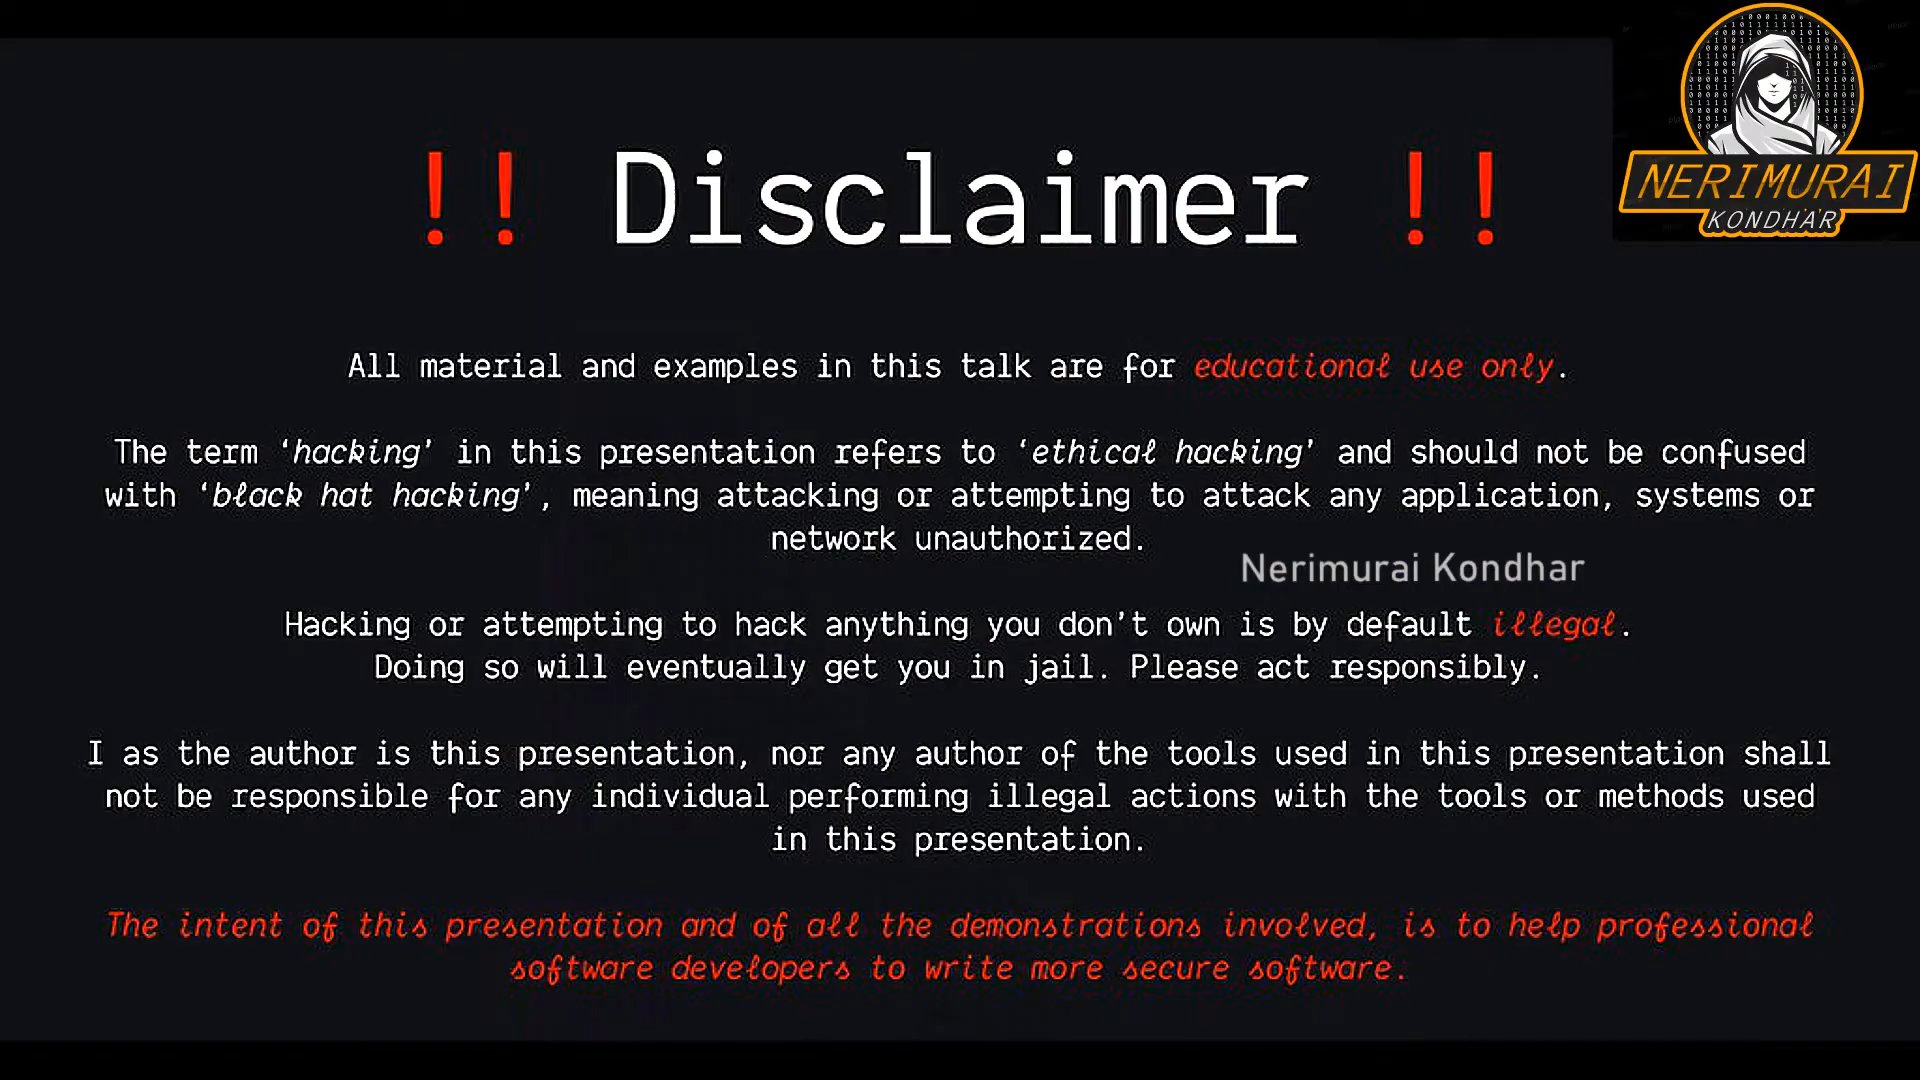 !! Disclaimer !!
NERIMURAI
KONDHAR
All material and examples in this talk are for educational use only.
The term ‘hacking’ in this presentation refers to ‘ethical hacking’ and should not be confused
with ‘black hat hacking’, meaning attacking or attempting to attack any application, systems or
network unauthorized.
Nerimurai Kondhar
Hacking or attempting to hack anything you don’t own is by default illegal.
Doing so will eventually get you in jail. Please act responsibly.
I as the author is this presentation, nor any author of the tools used in this presentation shall
not be responsible for any individual performing illegal actions with the tools or methods used
in this presentation.
The intent of this presentation and of all the demonstrations involved, is to help professional
software developers to write more secure software.